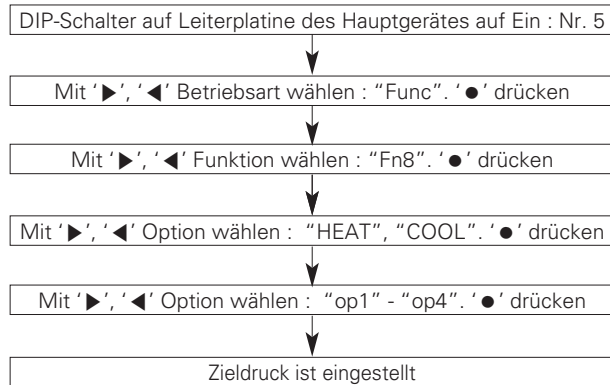 DIP-Schalter auf Leiterplatine des Hauptgerätes auf Ein : Nr. 5
Mit ‘▶’, ‘◀’ Betriebsart wählen : “Func”. ‘●’ drücken
Mit ‘▶’, ‘◀’ Funktion wählen : “Fn8”. ‘●’ drücken
Mit ‘▶’, ‘◀’ Option wählen : “HEAT”, “COOL”. ‘●’ drücken
Mit ‘▶’, ‘◀’ Option wählen : “op1” - “op4”. ‘●’ drücken
Zieldruck ist eingestellt